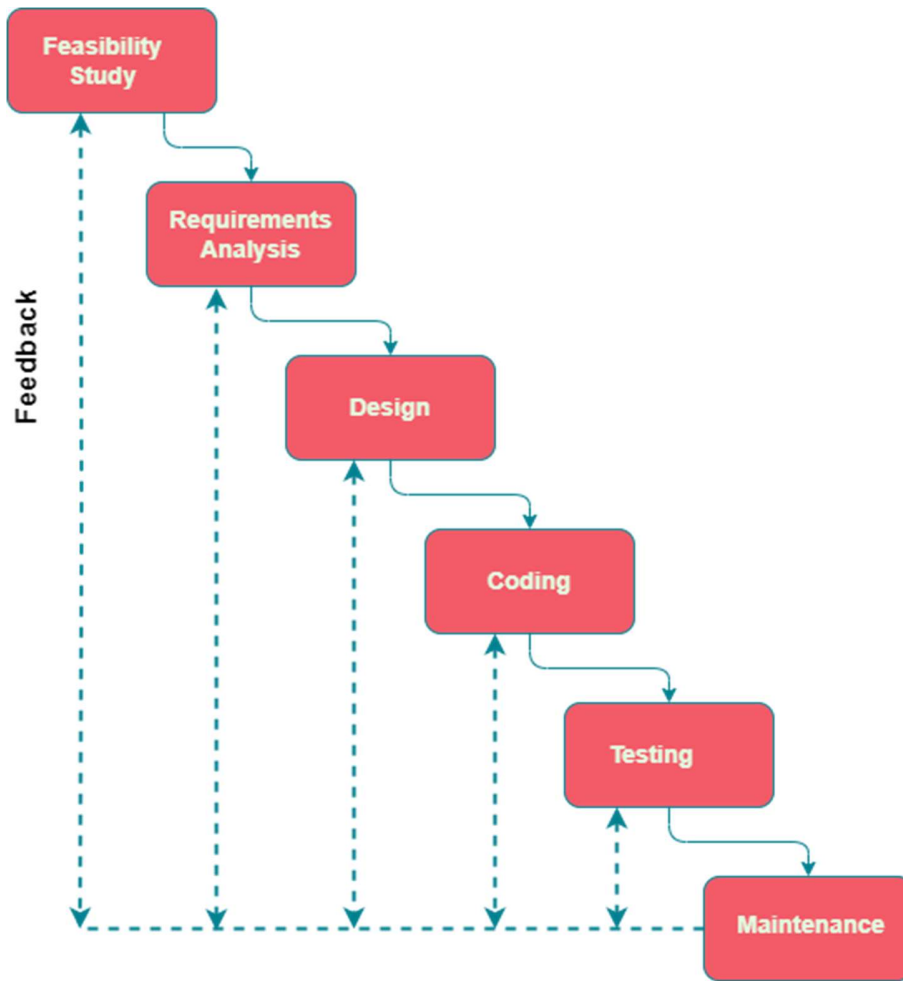 Feasibility
Study
Requirements
Analysis
Feedback
Design
Coding
Testing
Maintenance